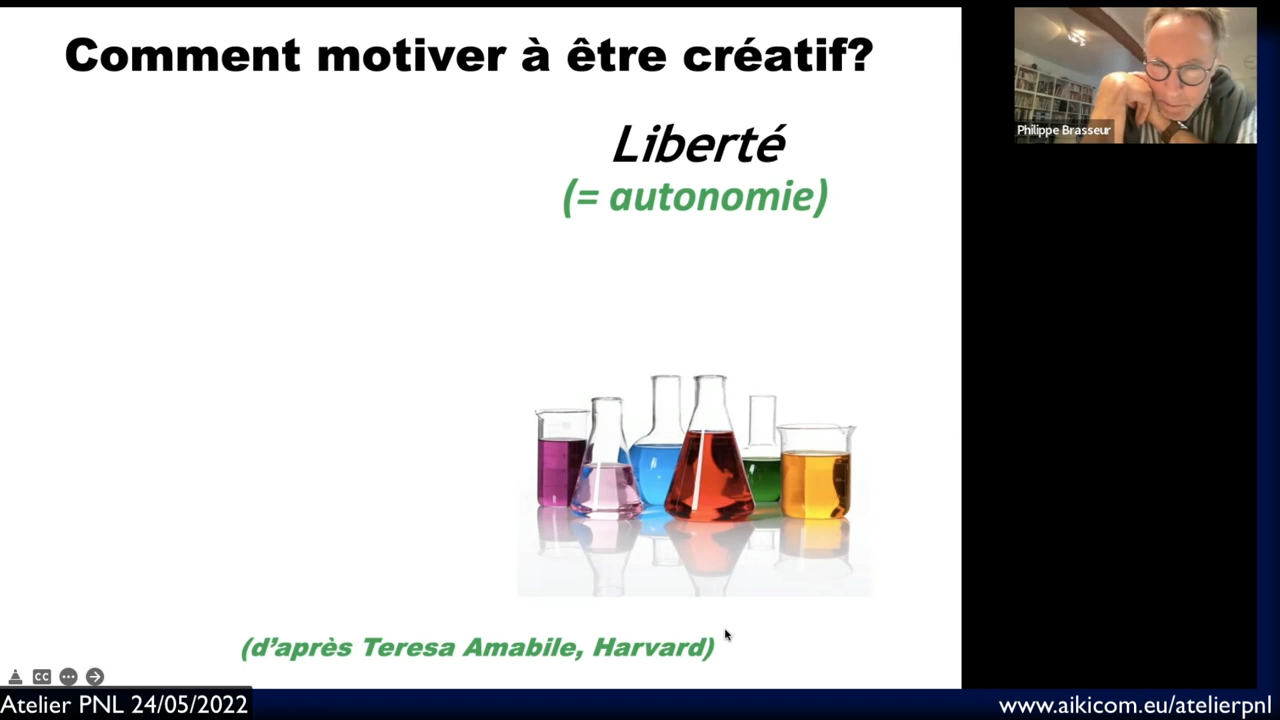 Comment motiver à être créatif?
Liberté
(= autonomie)
Philippe Brasseur
(d'après Teresa Amabile, Harvard)
CC
Atelier PNL 24/05/2022
www.aikicom.eu/atelierpnl